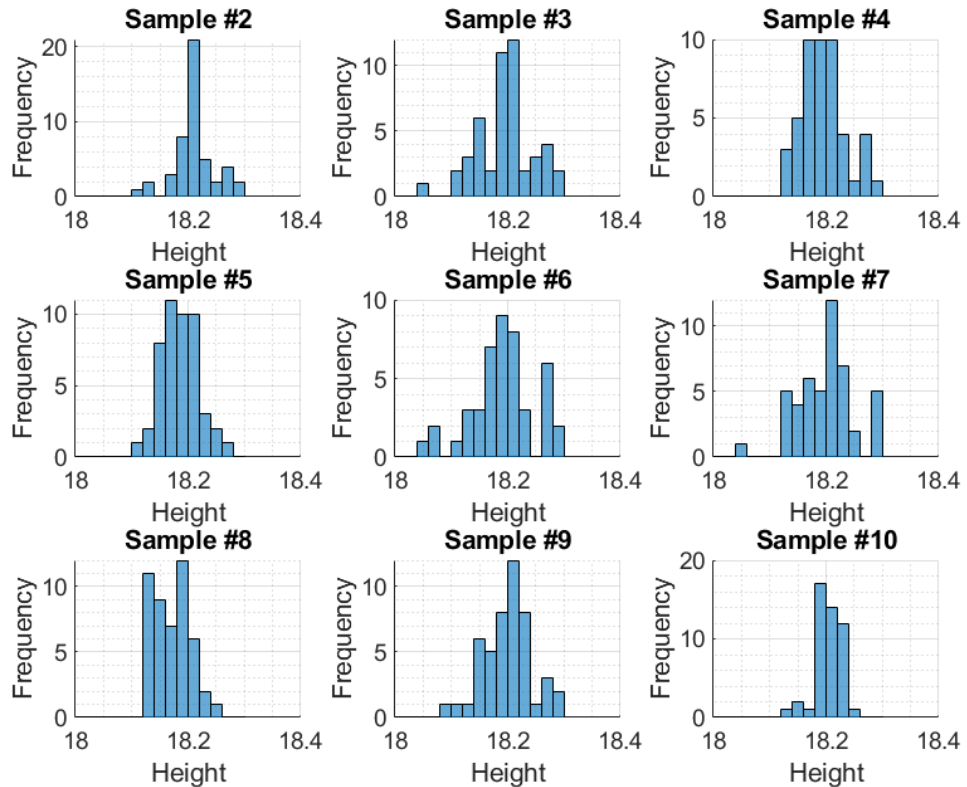 Sample #2
Frequency
20
10
0
18
18.2
18.4
Height
Sample #3
Frequency
10
5
0
18
18.2
18.4
Height
Sample #4
Frequency
10
5
0
18
18.2
18.4
Height
Sample #5
Frequency
10
5
0
18
18.2
18.4
Height
Sample #6
Frequency
10
5
0
18
18.2
18.4
Height
Sample #7
Frequency
10
5
0
18
18.2
18.4
Height
Sample #8
Frequency
10
5
0
18
18.2
18.4
Height
Sample #9
Frequency
10
5
0
18
18.2
18.4
Height
Sample #10
Frequency
20
10
0
18
18.2
18.4
Height